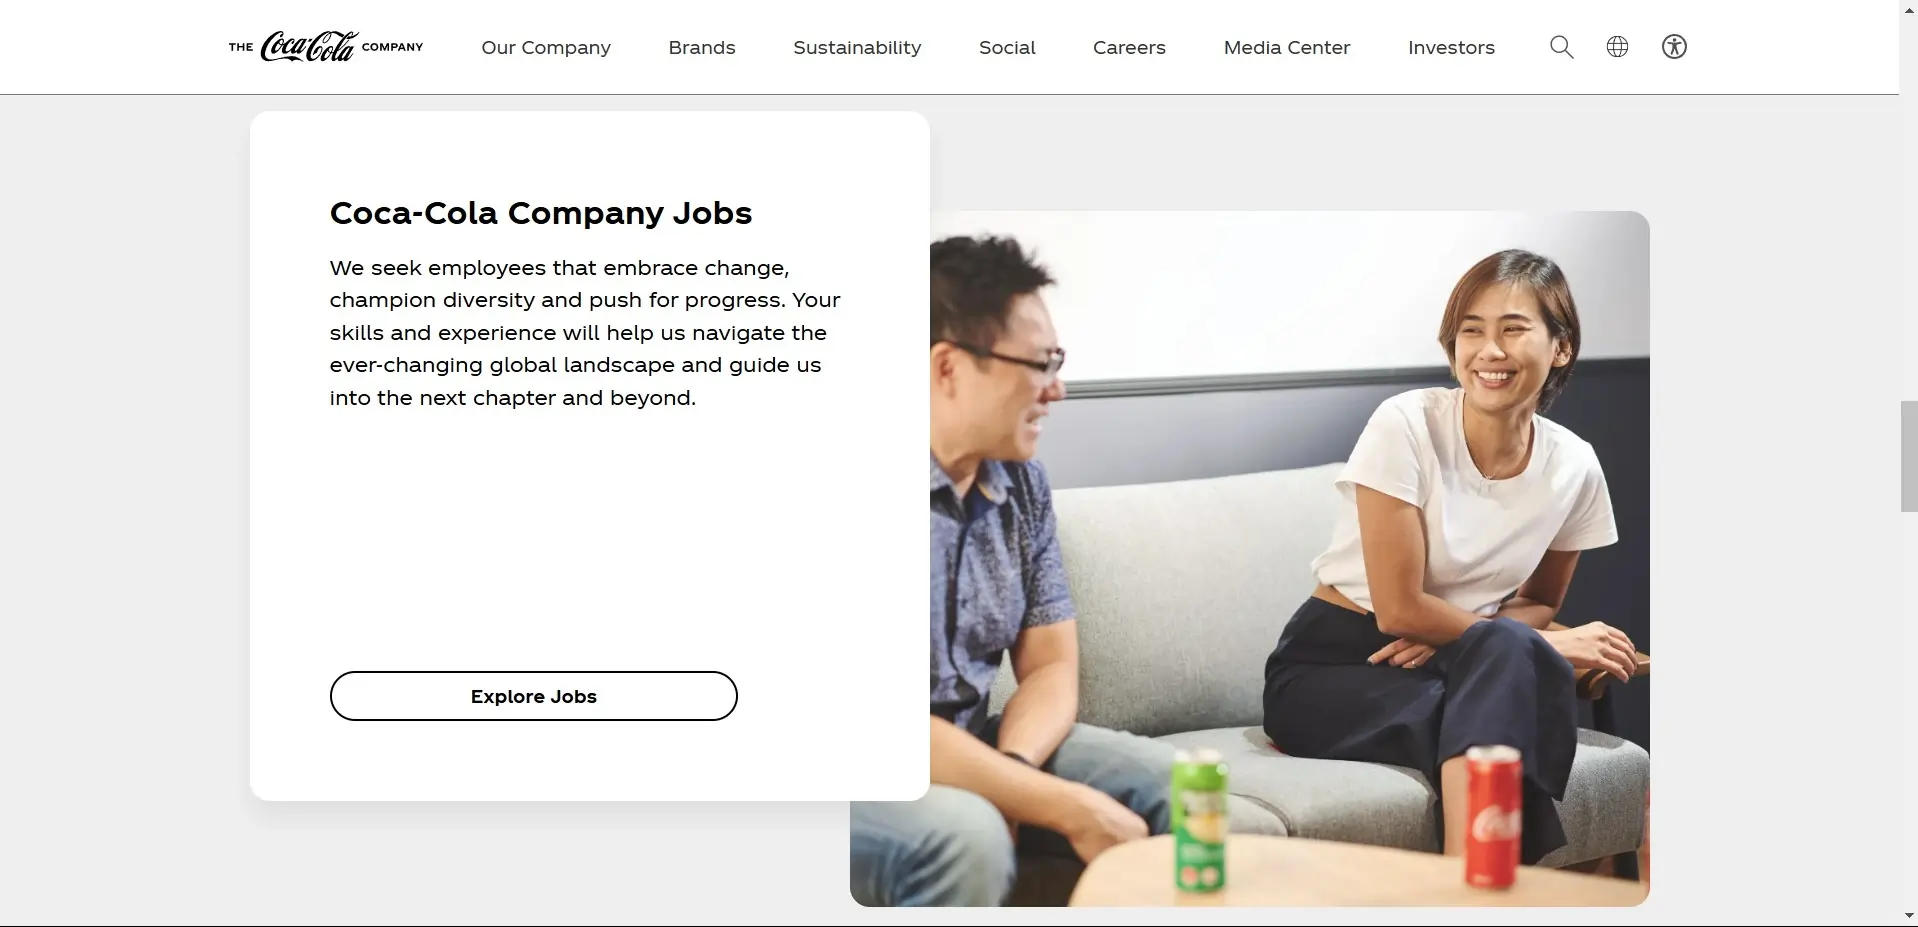 THE Coca-Cola COMPANY
Our Company
Brands
Sustainability
Social
Careers
Media Center
Investors
Coca-Cola Company Jobs
We seek employees that embrace change,
champion diversity and push for progress. Your
skills and experience will help us navigate the
ever-changing global landscape and guide us
into the next chapter and beyond.
Explore Jobs